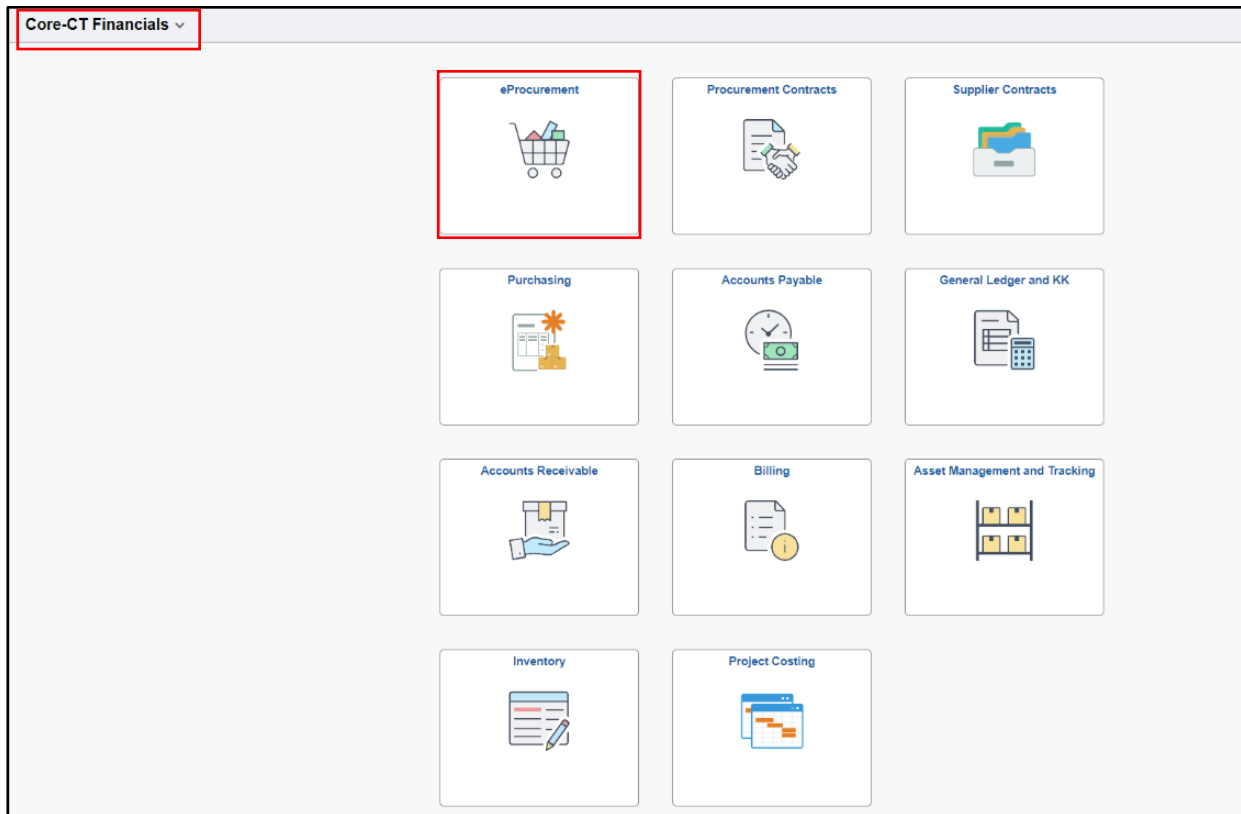 Core-CT Financials
eProcurement
Procurement Contracts
Supplier Contracts
Purchasing
Accounts Payable
General Ledger and KK
Accounts Receivable
Billing
Asset Management and Tracking
Inventory
Project Costing